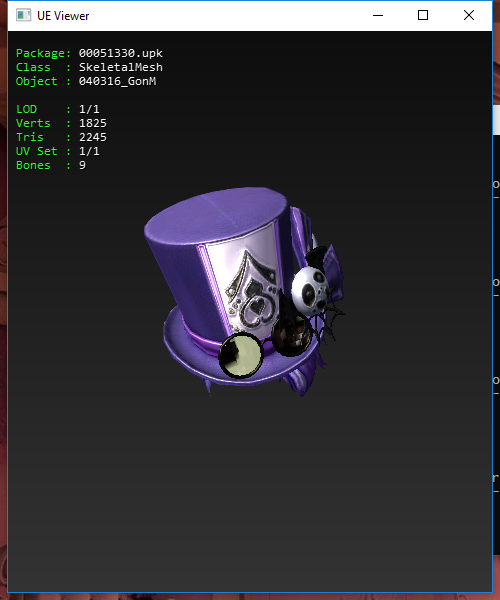 UE Viewer
Package: 00051330.upk
Class : SkeletalMesh
Object : 040316_GonM
LOD : 1/1
Verts : 1825
Tris : 2245
UV Set : 1/1
Bones : 9